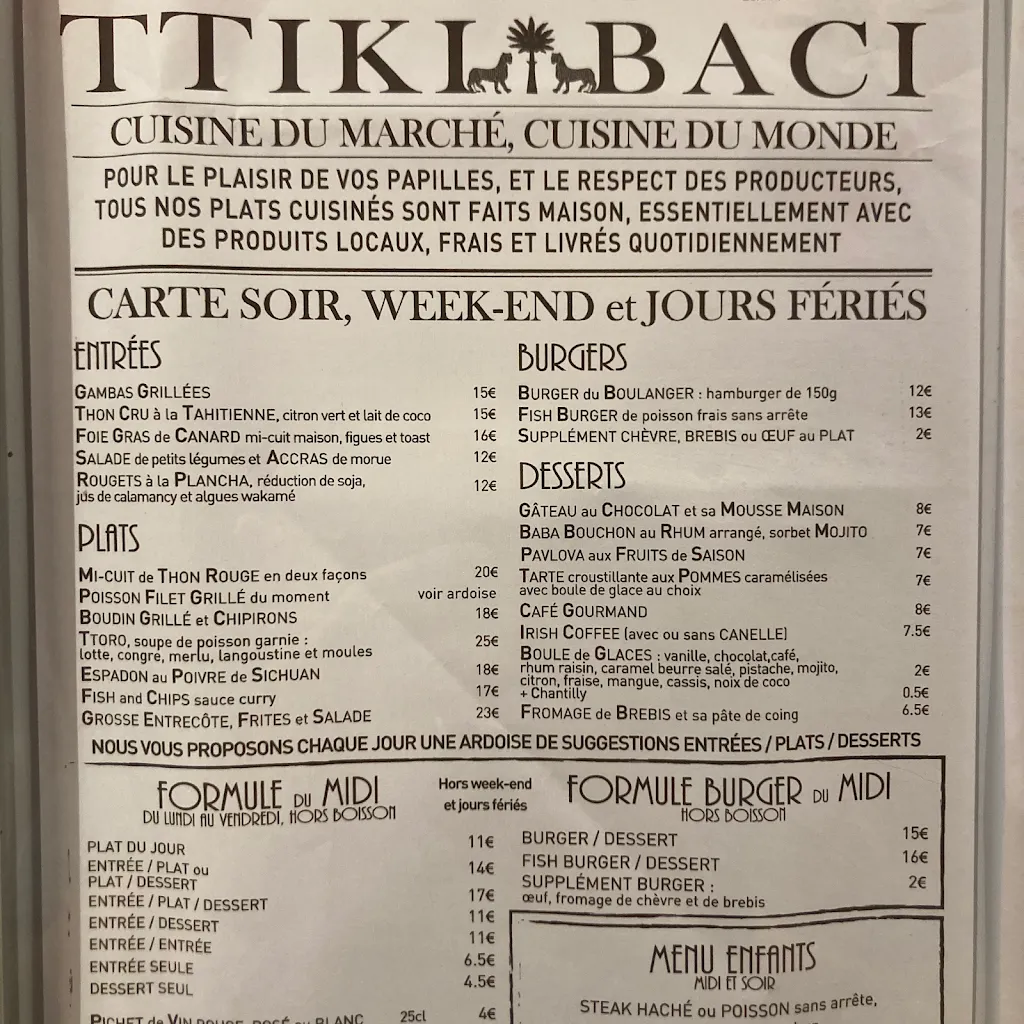 TTIKI BACI
CUISINE DU MARCHÉ, CUISINE DU MONDE
POUR LE PLAISIR DE VOS PAPILLES, ET LE RESPECT DES PRODUCTEURS,
TOUS NOS PLATS CUISINÉS SONT FAITS MAISON, ESSENTIELLEMENT AVEC
DES PRODUITS LOCAUX, FRAIS ET LIVRÉS QUOTIDIENNEMENT
CARTE SOIR, WEEK-END et JOURS FÉRIÉS
ENTRÉES
GAMBAS GRILLÉES 15€
THON CRU à la TAHITIENNE, citron vert et lait de coco 15€
FOIE GRAS de CANARD mi-cuit maison, figues et toast 16€
SALADE de petits légumes et ACCRAS de morue 12€
ROUGETS à la PLANCHA, réduction de soja, 12€
jus de calamancy et algues wakamé
PLATS
MI-CUIT de THON ROUGE en deux façons 20€
POISSON FILET GRILLÉ du moment voir ardoise
BOUDIN GRILLÉ et CHIPIRONS 18€
TTORO, soupe de poisson garnie : 25€
lotte, congre, merlu, langoustine et moules
ESPADON au POIVRE de SICHUAN 18€
FISH and CHIPS sauce curry 17€
GROSSE ENTRECÔTE, FRITES et SALADE 23€
BURGERS
BURGER du BOULANGER : hamburger de 150g 12€
FISH BURGER de poisson frais sans arrête 13€
SUPPLÉMENT CHÈVRE, BREBIS ou ŒUF au PLAT 2€
DESSERTS
GÂTEAU au CHOCOLAT et sa MOUSSE MAISON 8€
BABA BOUCHON au RHUM arrangé, sorbet MOJITO 7€
PAVLOVA aux FRUITS de SAISON 7€
TARTE croustillante aux POMMES caramélisées 7€
avec boule de glace au choix
CAFÉ GOURMAND 8€
IRISH COFFEE (avec ou sans CANELLE) 7.5€
BOULE de GLACES : vanille, chocolat,café,
rhum raisin, caramel beurre salé, pistache, mojito, 2€
citron, fraise, mangue, cassis, noix de coco
+ Chantilly 0.5€
FROMAGE de BREBIS et sa pâte de coing 6.5€
NOUS VOUS PROPOSONS CHAQUE JOUR UNE ARDOISE DE SUGGESTIONS ENTRÉES / PLATS / DESSERTS
FORMULE DU MIDI
DU LUNDI AU VENDREDI, HORS BOISSON
Hors week-end
et jours fériés
PLAT DU JOUR 11€
ENTRÉE / PLAT ou 14€
PLAT / DESSERT
ENTRÉE / PLAT / DESSERT 17€
ENTRÉE / DESSERT 11€
ENTRÉE / ENTRÉE 11€
ENTRÉE SEULE 6.5€
DESSERT SEUL 4.5€
PICHET de VIN ROUGE, ROSÉ ou BLANC 25cl 4€
FORMULE BURGER DU MIDI
HORS BOISSON
BURGER / DESSERT 15€
FISH BURGER / DESSERT 16€
SUPPLÉMENT BURGER : 2€
œuf, fromage de chèvre et de brebis
MENU ENFANTS
MIDI ET SOIR
STEAK HACHÉ ou POISSON sans arrête,